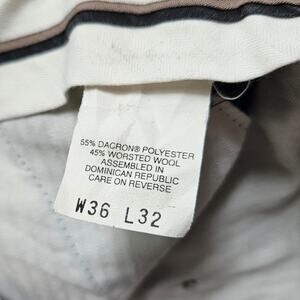 55% DACRON® POLYESTER
45% WORSTED WOOL
ASSEMBLED IN
DOMINICAN REPUBLIC
CARE ON REVERSE
W36 L32